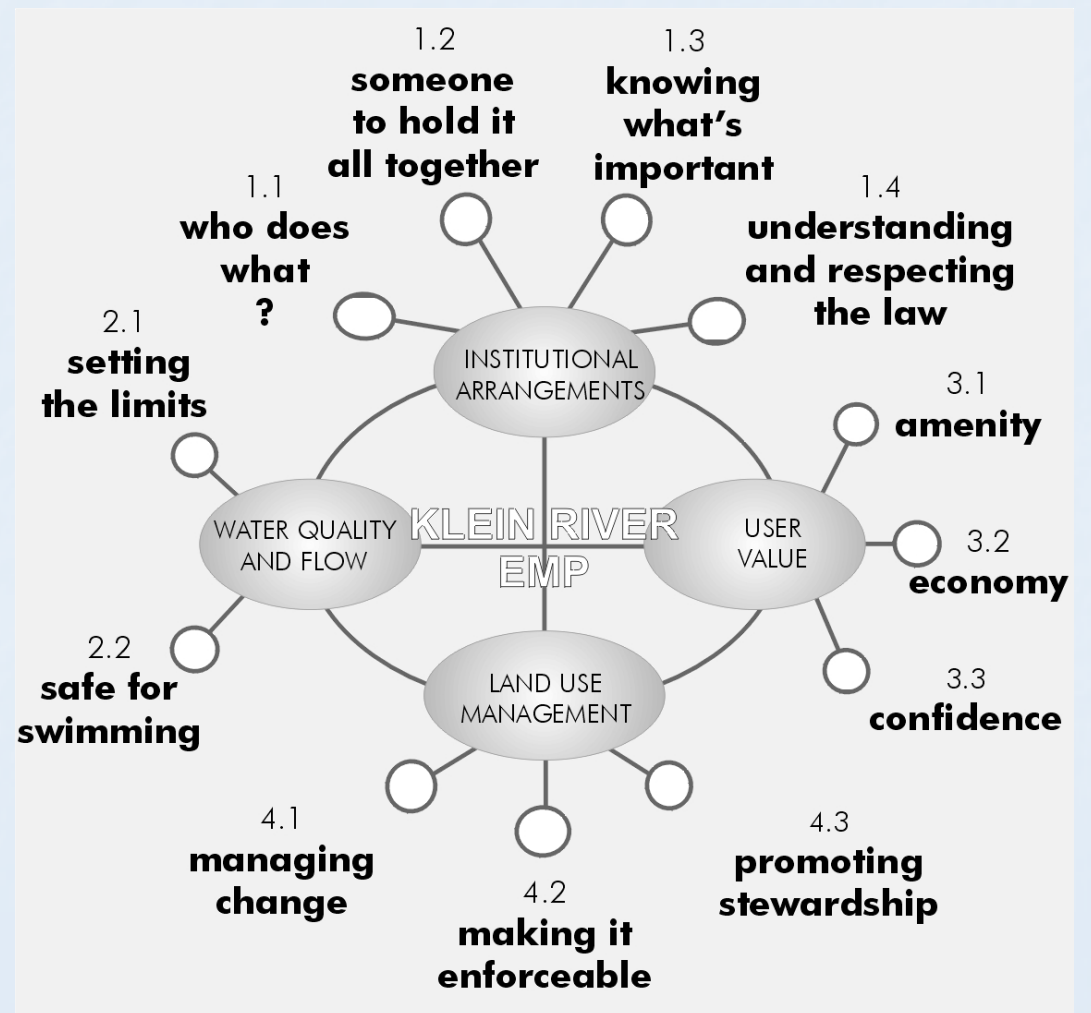 1.2
someone
to hold it
all together
1.3
knowing
what's
important
1.1
who does
what
?
1.4
understanding
and respecting
the law
2.1
setting
the limits
INSTITUTIONAL
ARRANGEMENTS
3.1
amenity
WATER QUALITY
AND FLOW
KLEIN RIVER
EMP
USER
VALUE
3.2
economy
2.2
safe for
swimming
LAND USE
MANAGEMENT
3.3
confidence
4.1
managing
change
4.2
making it
enforceable
4.3
promoting
stewardship